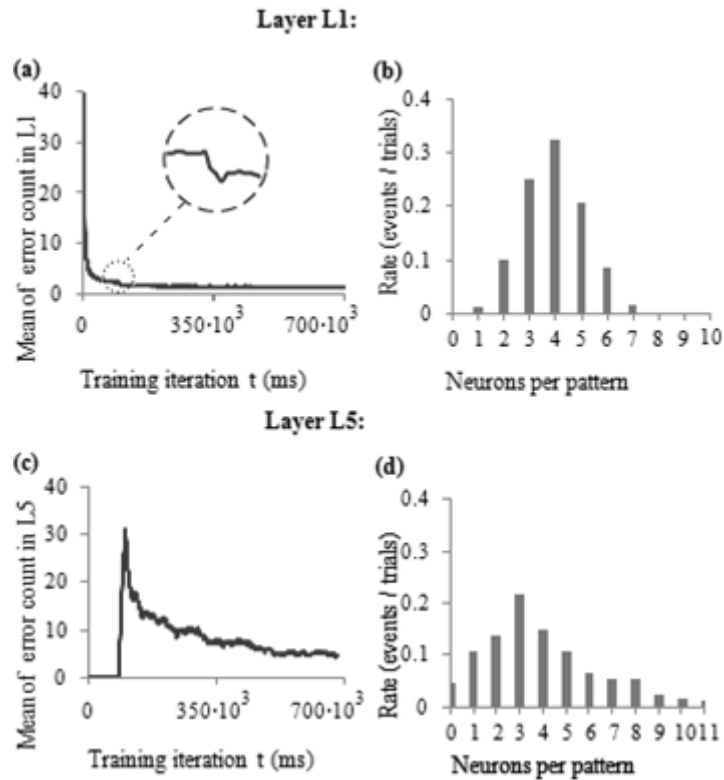 Layer L1:
(a)
Mean of error count in L1
40
30
20
10
0
0
350·10³
700·10³
Training iteration t (ms)
(b)
Rate (events / trials)
0.4
0.3
0.2
0.1
0
0 1 2 3 4 5 6 7 8 9 10
Neurons per pattern
Layer L5:
(c)
Mean of error count in L5
40
30
20
10
0
0
350·10³
700·10³
Training iteration t (ms)
(d)
Rate (events / trials)
0.4
0.3
0.2
0.1
0
0 1 2 3 4 5 6 7 8 9 10 11
Neurons per pattern